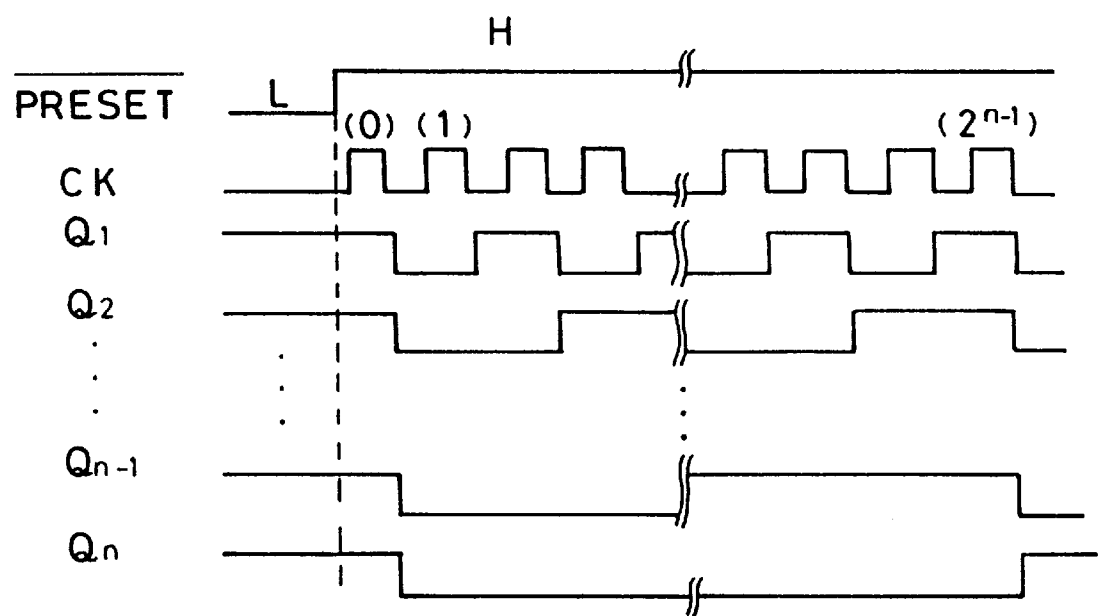 H
PRESET
L
(0) (1) (2ⁿ⁻¹)
CK
Q1
Q2
Qn-1
Qn